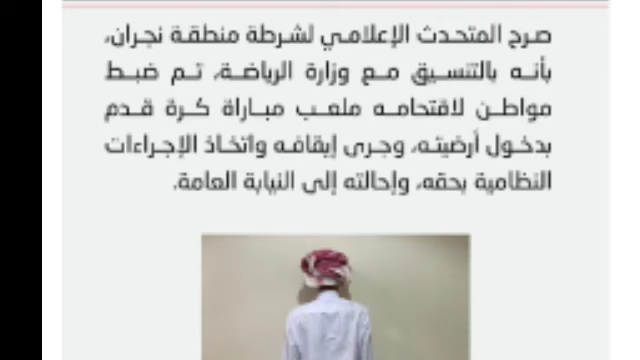 صرح المتحدث الإعلامي لشرطة منطقة نجران،
بأنه بالتنسيق مع وزارة الرياضة، تم ضبط
مواطن لاقتحامه ملعب مباراة كرة قدم
بدخول أرضيته، وجرى إيقافه واتخاذ الإجراءات
النظامية بحقه، وإحالته إلى النيابة العامة.